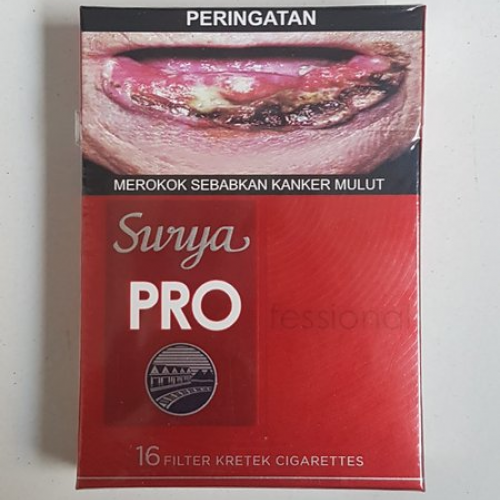 PERINGATAN
MEROKOK SEBABKAN KANKER MULUT
Surya
PRO fessional
16 FILTER KRETEK CIGARETTES